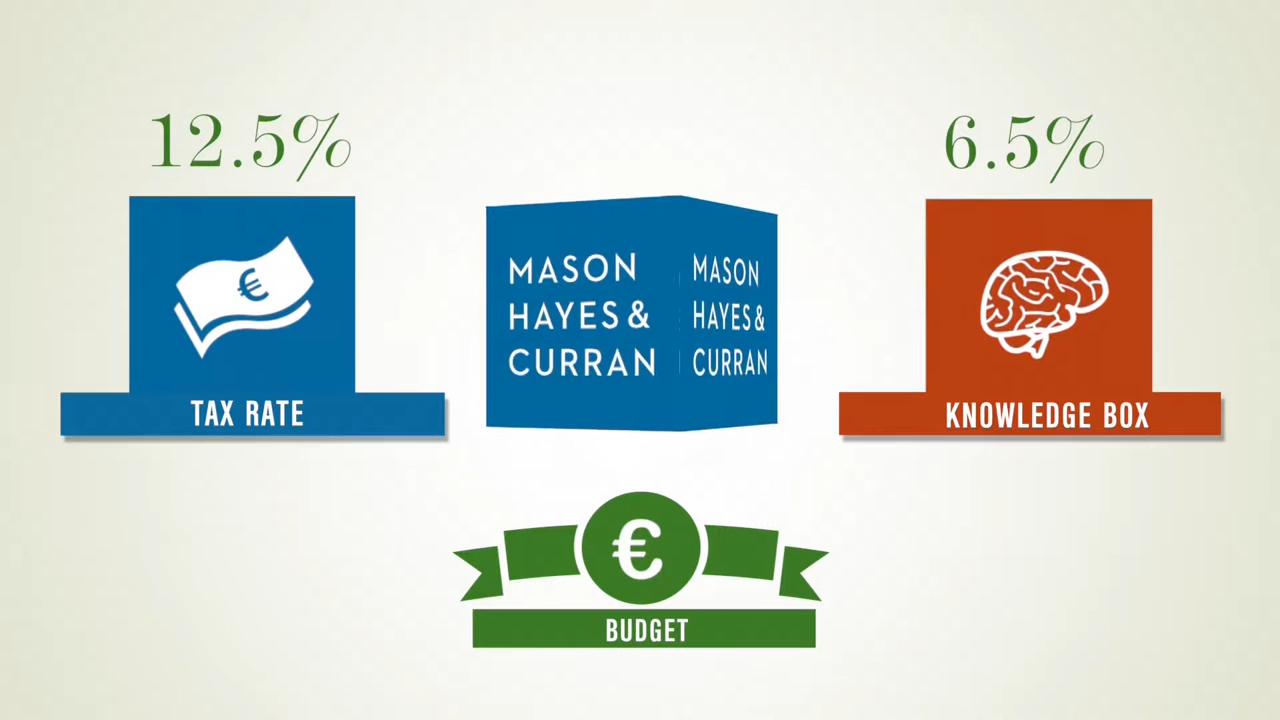 12.5%
6.5%
€
MASON
HAYES &
CURRAN
MASON
HAYES &
CURRAN
TAX RATE
KNOWLEDGE BOX
€
BUDGET